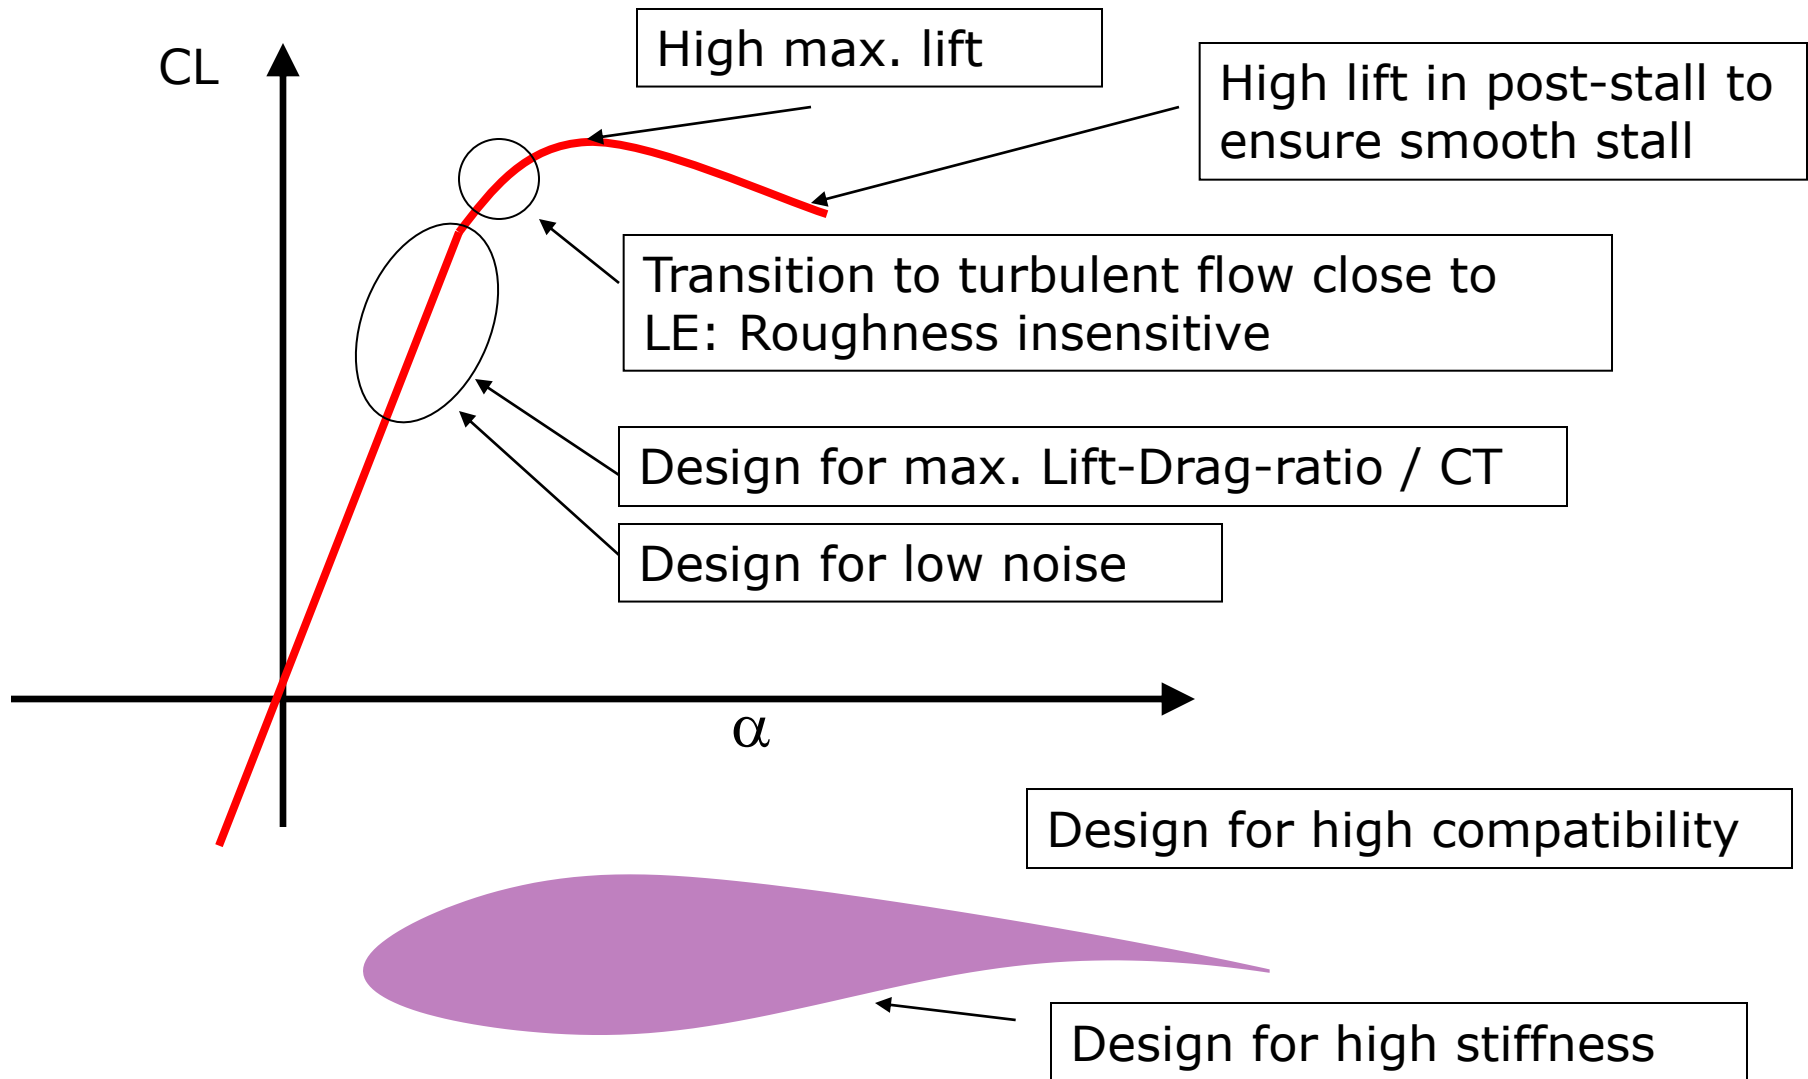 CL
High max. lift
High lift in post-stall to
ensure smooth stall
Transition to turbulent flow close to
LE: Roughness insensitive
Design for max. Lift-Drag-ratio / CT
Design for low noise
α
Design for high compatibility
Design for high stiffness